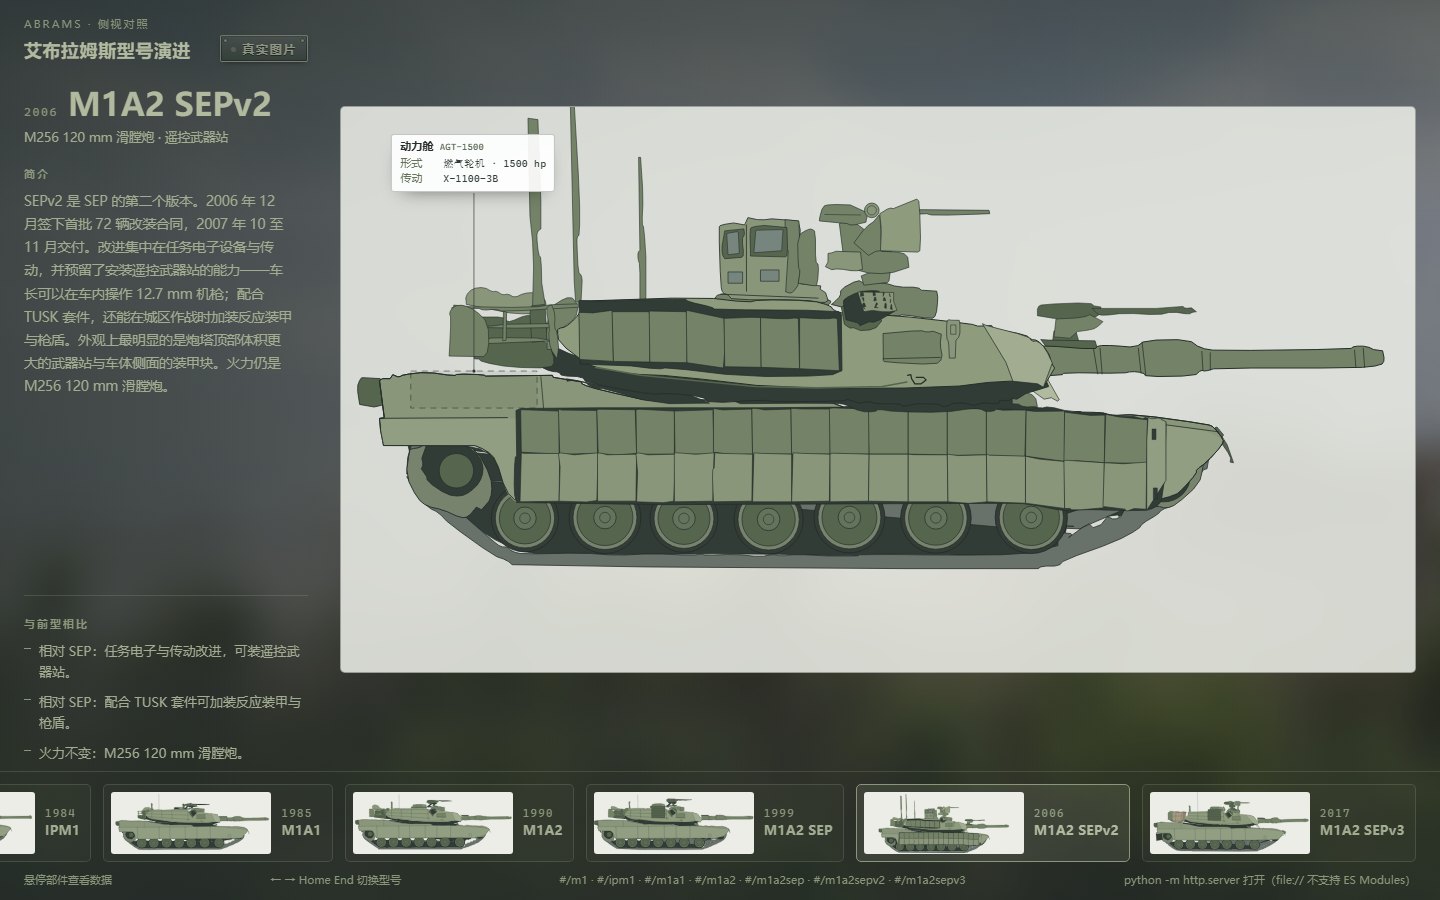 ABRAMS · 侧视对照
艾布拉姆斯型号演进
真实图片
2006 M1A2 SEPv2
M256 120 mm 滑膛炮 · 遥控武器站
简介
SEPv2 是 SEP 的第二个版本。2006 年 12
月签下首批 72 辆改装合同，2007 年 10 至
11 月交付。改进集中在任务电子设备与传
动，并预留了安装遥控武器站的能力——车
长可以在车内操作 12.7 mm 机枪；配合
TUSK 套件，还能在城区作战时加装反应装甲
与枪盾。外观上最明显的是炮塔顶部体积更
大的武器站与车体侧面的装甲块。火力仍是
M256 120 mm 滑膛炮。
动力舱 AGT-1500
形式 燃气轮机 · 1500 hp
传动 X-1100-3B
与前型相比
– 相对 SEP：任务电子与传动改进，可装遥控武
器站。
– 相对 SEP：配合 TUSK 套件可加装反应装甲与
枪盾。
– 火力不变：M256 120 mm 滑膛炮。
1984
IPM1
1985
M1A1
1990
M1A2
1999
M1A2 SEP
2006
M1A2 SEPv2
2017
M1A2 SEPv3
悬停部件查看数据
← → Home End 切换型号
#/m1 · #/ipm1 · #/m1a1 · #/m1a2 · #/m1a2sep · #/m1a2sepv2 · #/m1a2sepv3
python -m http.server 打开（file:// 不支持 ES Modules）